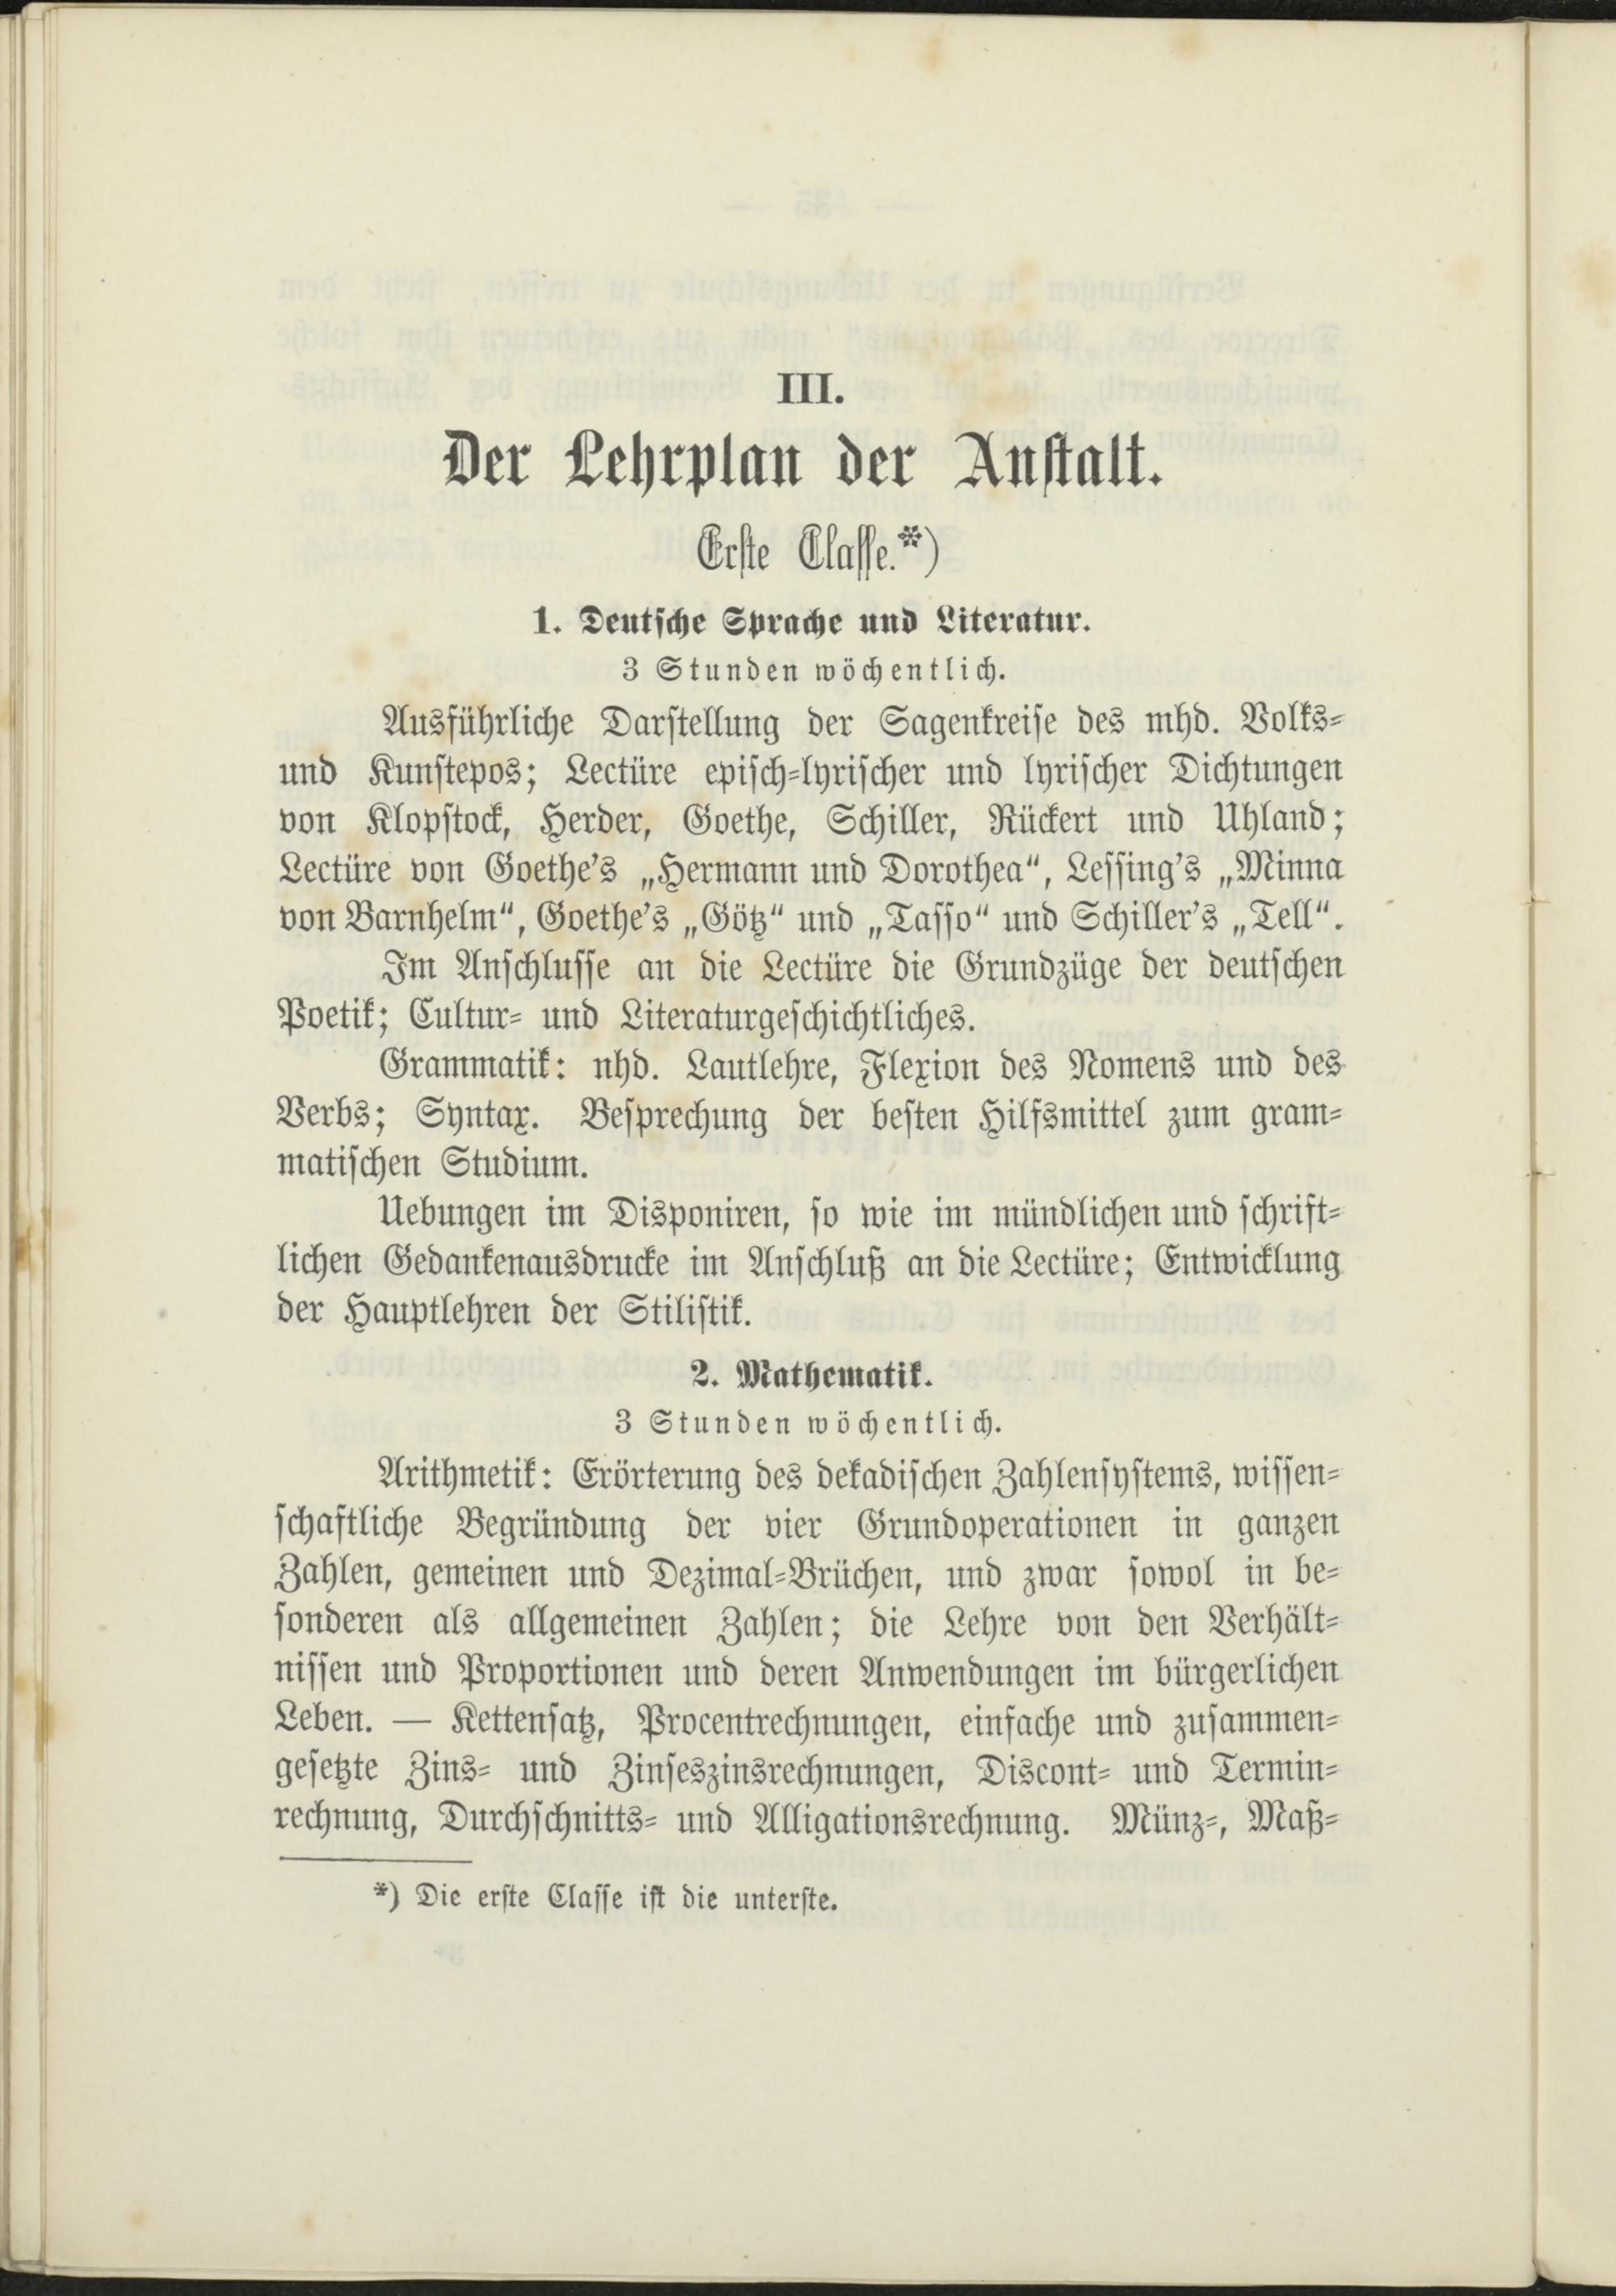 III.
Der Lehrplan der Anstalt.
Erste Classe.*)
1. Deutsche Sprache und Literatur.
3 Stunden wöchentlich.
Ausführliche Darstellung der Sagenkreise des mhd. Volks-
und Kunstepos; Lectüre episch-lyrischer und lyrischer Dichtungen
von Klopstock, Herder, Goethe, Schiller, Rückert und Uhland;
Lectüre von Goethe's „Hermann und Dorothea“, Lessing's „Minna
von Barnhelm“, Goethe's „Götz“ und „Tasso“ und Schiller's „Tell“.
Im Anschlusse an die Lectüre die Grundzüge der deutschen
Poetik; Cultur- und Literaturgeschichtliches.
Grammatik: nhd. Lautlehre, Flexion des Nomens und des
Verbs; Syntax. Besprechung der besten Hilfsmittel zum gram-
matischen Studium.
Uebungen im Disponiren, so wie im mündlichen und schrift-
lichen Gedankenausdrucke im Anschluß an die Lectüre; Entwicklung
der Hauptlehren der Stilistik.
2. Mathematik.
3 Stunden wöchentlich.
Arithmetik: Erörterung des dekadischen Zahlensystems, wissen-
schaftliche Begründung der vier Grundoperationen in ganzen
Zahlen, gemeinen und Dezimal-Brüchen, und zwar sowol in be-
sonderen als allgemeinen Zahlen; die Lehre von den Verhält-
nissen und Proportionen und deren Anwendungen im bürgerlichen
Leben. — Kettensatz, Procentrechnungen, einfache und zusammen-
gesetzte Zins- und Zinseszinsrechnungen, Discont- und Termin-
rechnung, Durchschnitts- und Alligationsrechnung. Münz-, Maß-
*) Die erste Classe ist die unterste.